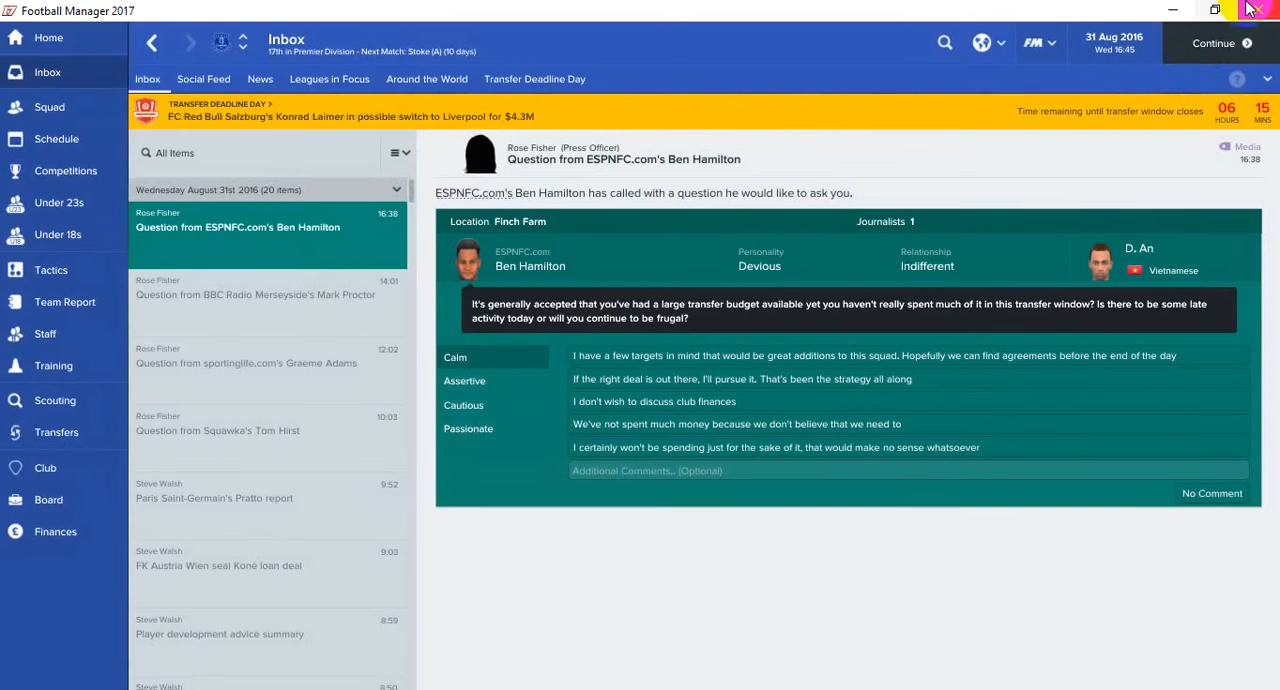 Football Manager 2017
Home
Inbox
Squad
Schedule
Competitions
Under 23s
U23
Under 18s
U18
Tactics
Team Report
Staff
Training
Scouting
Transfers
Club
Board
Finances
Inbox
17th in Premier Division - Next Match: Stoke (A) (10 days)
FM
31 Aug 2016
Wed 16:45
Continue
Inbox
Social Feed
News
Leagues in Focus
Around the World
Transfer Deadline Day
?
TRANSFER DEADLINE DAY >
FC Red Bull Salzburg's Konrad Laimer in possible switch to Liverpool for $4.3M
Time remaining until transfer window closes
06
HOURS
15
MINS
All Items
Wednesday August 31st 2016 (20 items)
Rose Fisher 16:38
Question from ESPNFC.com's Ben Hamilton
Rose Fisher 14:01
Question from BBC Radio Merseyside's Mark Proctor
Rose Fisher 12:02
Question from sportinglife.com's Graeme Adams
Rose Fisher 10:03
Question from Squawka's Tom Hirst
Steve Walsh 9:52
Paris Saint-Germain's Pratto report
Steve Walsh 9:03
FK Austria Wien seal Koné loan deal
Steve Walsh 8:59
Player development advice summary
Steve Walsh 8:50
Rose Fisher (Press Officer)
Question from ESPNFC.com's Ben Hamilton
Media
16:38
ESPNFC.com's Ben Hamilton has called with a question he would like to ask you.
Location Finch Farm
Journalists 1
ESPNFC.com
Ben Hamilton
Personality
Devious
Relationship
Indifferent
D. An
Vietnamese
It's generally accepted that you've had a large transfer budget available yet you haven't really spent much of it in this transfer window? Is there to be some late
activity today or will you continue to be frugal?
Calm
Assertive
Cautious
Passionate
I have a few targets in mind that would be great additions to this squad. Hopefully we can find agreements before the end of the day
If the right deal is out there, I'll pursue it. That's been the strategy all along
I don't wish to discuss club finances
We've not spent much money because we don't believe that we need to
I certainly won't be spending just for the sake of it, that would make no sense whatsoever
Additional Comments... (Optional)
No Comment